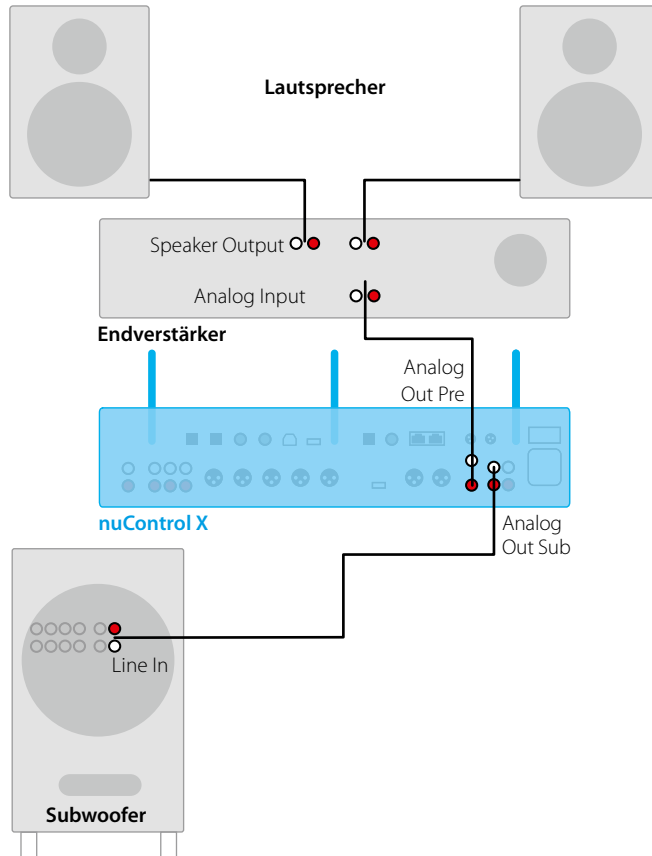 Lautsprecher
Speaker Output
Analog Input
Endverstärker
Analog
Out Pre
nuControl X
Analog
Out Sub
Line In
Subwoofer